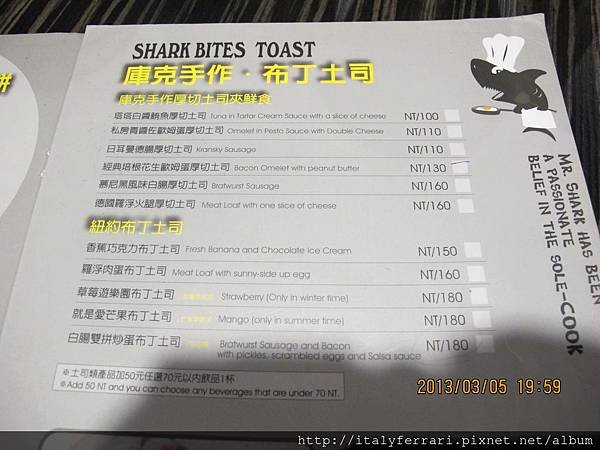 SHARK BITES TOAST
庫克手作‧布丁土司
庫克手作厚切土司夾鮮食
塔塔白醬鮪魚厚切土司 Tuna in Tartar Cream Sauce with a slice of cheese NT/100
私房青醬佐歐姆蛋厚切土司 Omelet in Pesto Sauce with Double Cheese NT/110
日耳曼德腸厚切土司 Kransky Sausage NT/110
經典培根花生歐姆蛋厚切土司 Bacon Omelet with peanut butter NT/130
慕尼黑風味白腸厚切土司 Bratwurst Sausage NT/160
德國羅浮火腿厚切土司 Meat Loaf with one slice of cheese NT/160
紐約布丁土司
香蕉巧克力布丁土司 Fresh Banana and Chocolate Ice Cream NT/150
羅浮肉蛋布丁土司 Meat Loaf with sunny-side up egg NT/160
草莓遊樂園布丁土司 Strawberry (Only in winter time) NT/180
就是愛芒果布丁土司 Mango (only in summer time) NT/180
白腸雙拼炒蛋布丁土司 Bratwurst Sausage and Bacon NT/180
with pickles, scrambled eggs and Salsa sauce
※土司類產品加50元任選70元以內飲品1杯
※Add 50 NT and you can choose any beverages that are under 70 NT.
MR. SHARK HAS BEEN
A PASSIONATE
BELIEF IN THE SOLE-COOK
拼
2013/03/05 19:59
http://italyferrari.pixnet.net/album